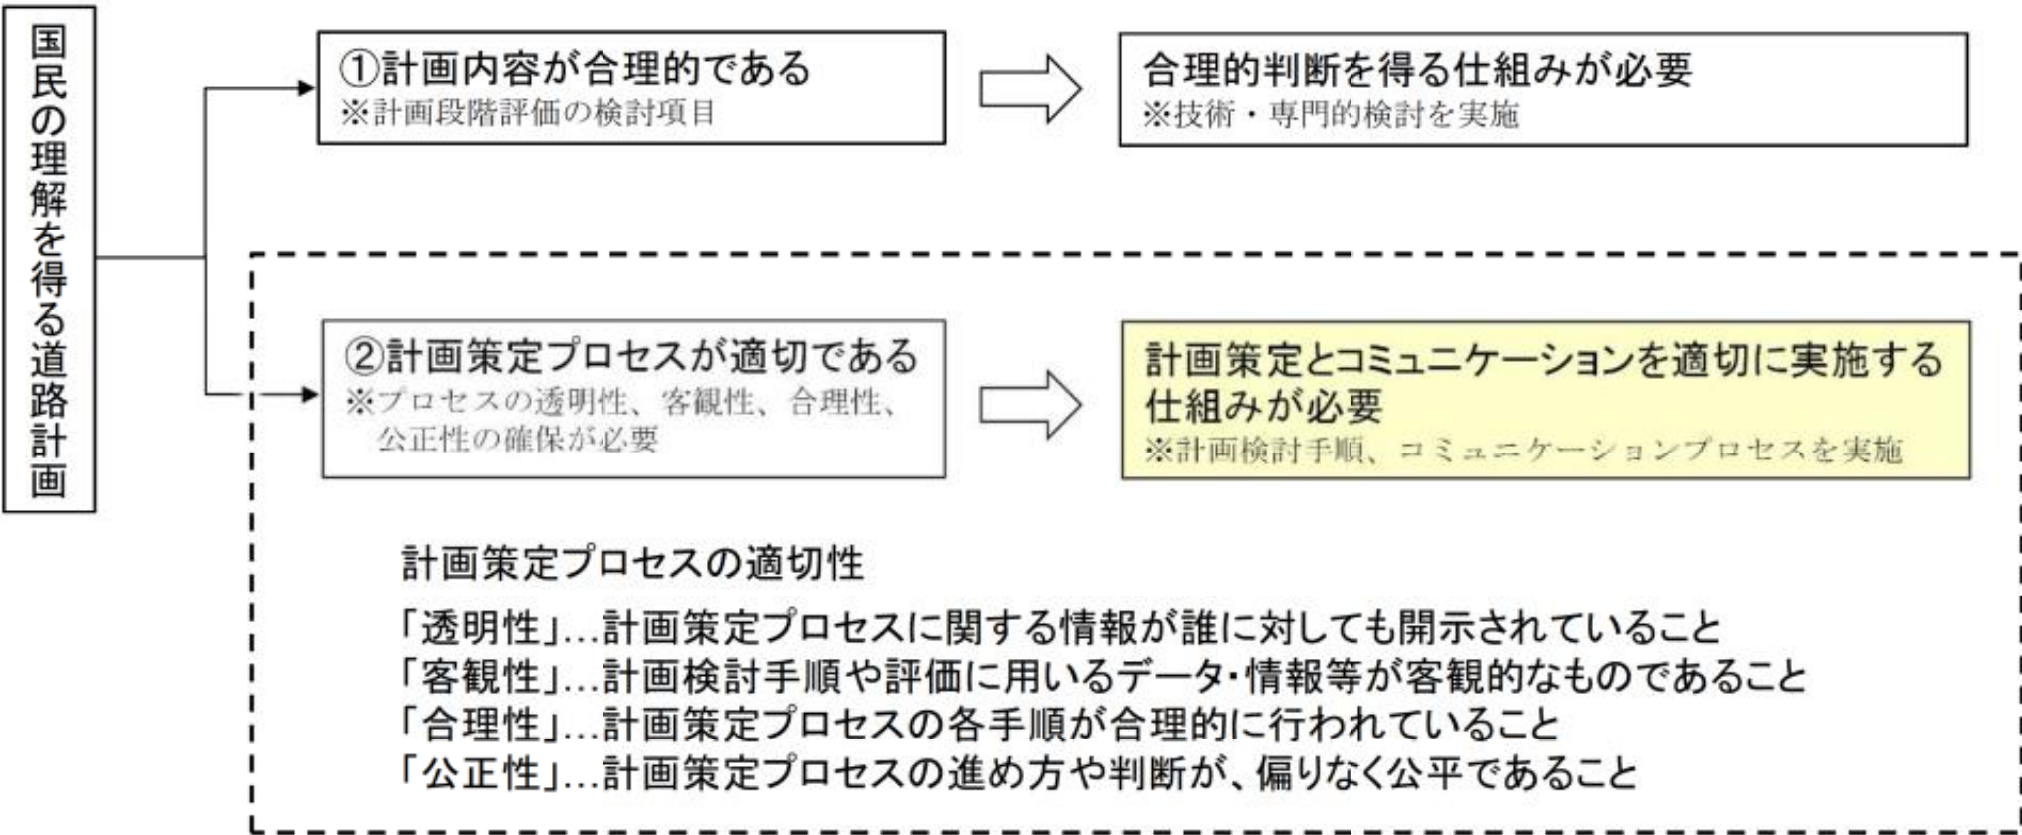 国民の理解を得る道路計画
①計画内容が合理的である
※計画段階評価の検討項目
合理的判断を得る仕組みが必要
※技術・専門的検討を実施
②計画策定プロセスが適切である
※プロセスの透明性、客観性、合理性、
公正性の確保が必要
計画策定とコミュニケーションを適切に実施する
仕組みが必要
※計画検討手順、コミュニケーションプロセスを実施
計画策定プロセスの適切性
「透明性」…計画策定プロセスに関する情報が誰に対しても開示されていること
「客観性」…計画検討手順や評価に用いるデータ・情報等が客観的なものであること
「合理性」…計画策定プロセスの各手順が合理的に行われていること
「公正性」…計画策定プロセスの進め方や判断が、偏りなく公平であること